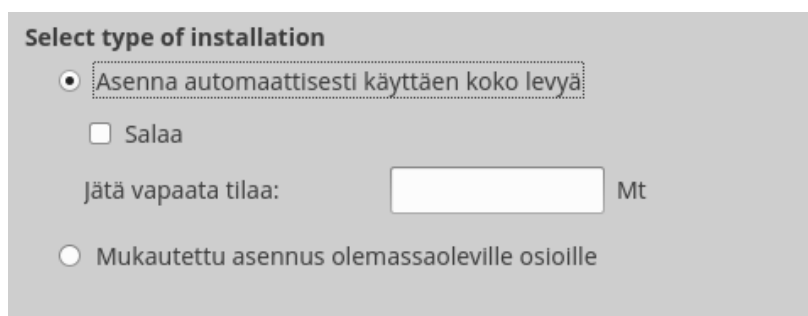 Select type of installation
Asenna automaattisesti käyttäen koko levyä
Salaa
Jätä vapaata tilaa: Mt
Mukautettu asennus olemassaoleville osioille